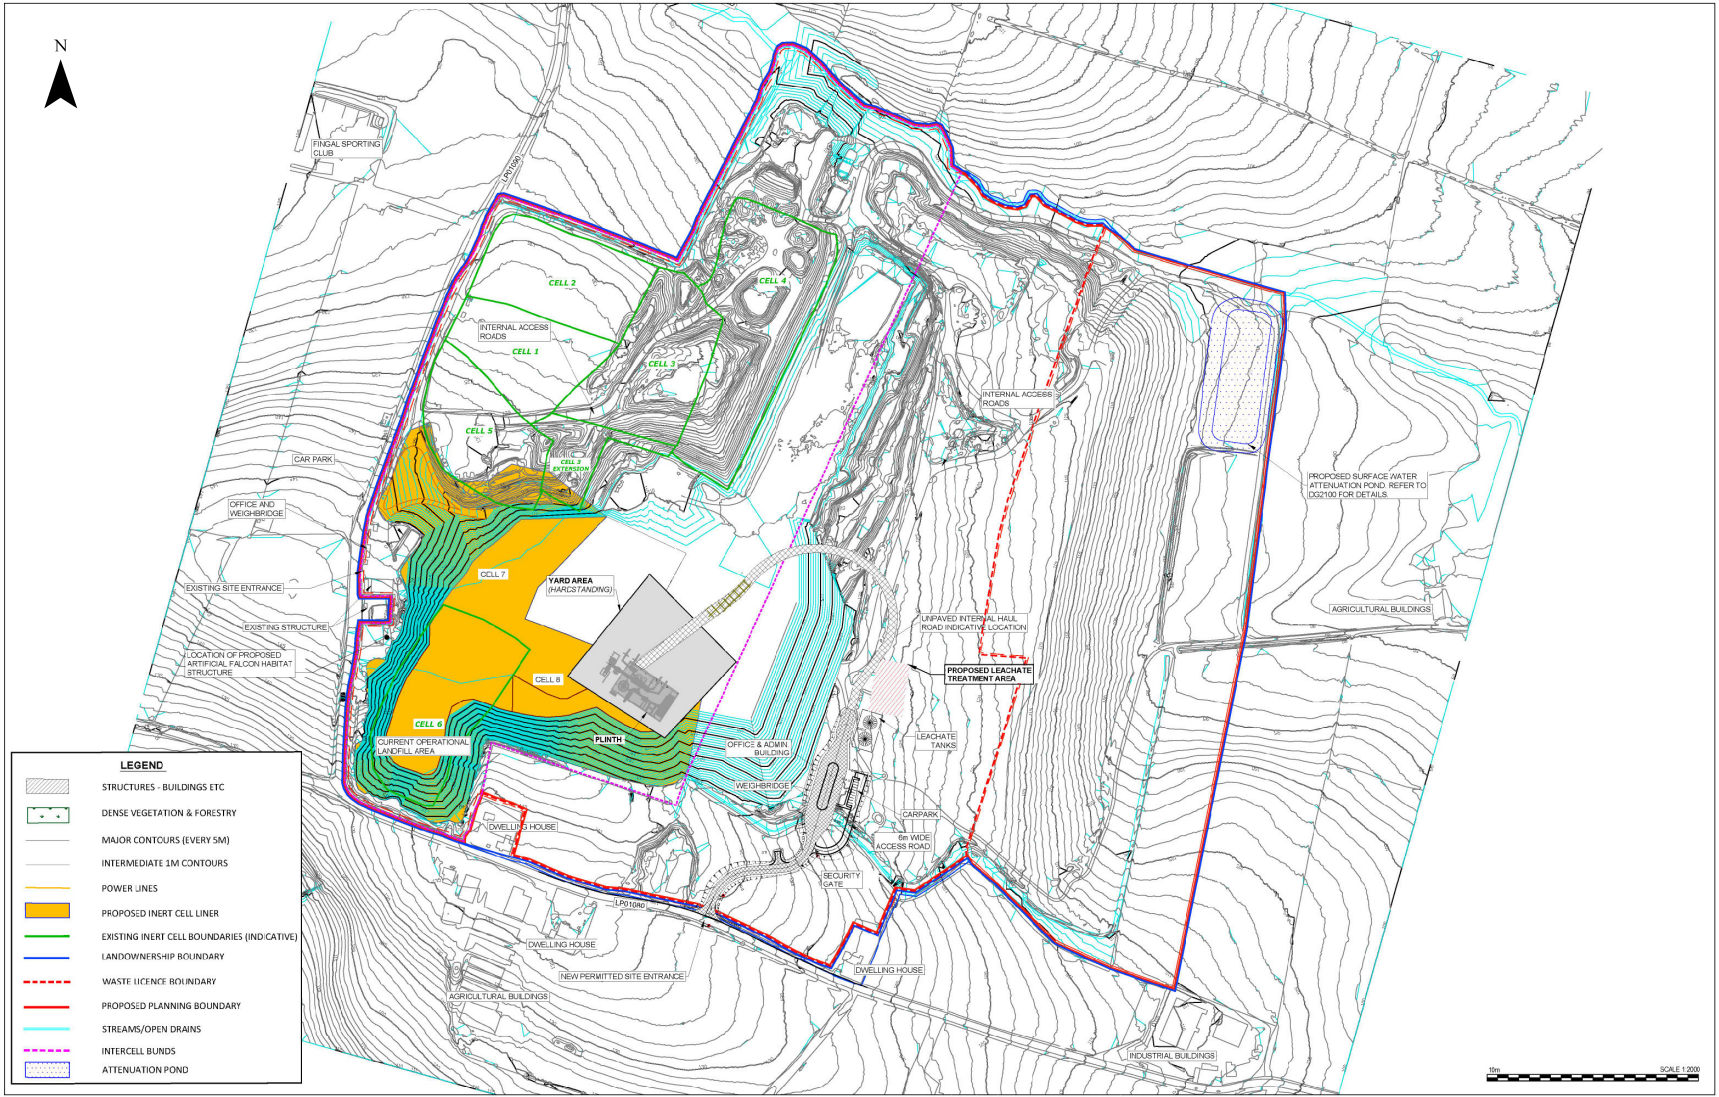 N
FINGAL SPORTING
CLUB
LP01090
CELL 2
CELL 4
INTERNAL ACCESS
ROADS
CELL 1
CELL 3
INTERNAL ACCESS
ROADS
CELL 5
CAR PARK
CELL 3
EXTENSION
PROPOSED SURFACE WATER
ATTENUATION POND. REFER TO
DG2100 FOR DETAILS.
OFFICE AND
WEIGHBRIDGE
CELL 7
YARD AREA
(HARDSTANDING)
EXISTING SITE ENTRANCE
AGRICULTURAL BUILDINGS
EXISTING STRUCTURE
UNPAVED INTERNAL HAUL
ROAD INDICATIVE LOCATION
LOCATION OF PROPOSED
ARTIFICIAL FALCON HABITAT
STRUCTURE
PROPOSED LEACHATE
TREATMENT AREA
CELL 8
CELL 6
CURRENT OPERATIONAL
LANDFILL AREA
PLINTH
OFFICE & ADMIN.
BUILDING
LEACHATE
TANKS
WEIGHBRIDGE
CARPARK
DWELLING HOUSE
6m WIDE
ACCESS ROAD
SECURITY
GATE
LP01080
DWELLING HOUSE
NEW PERMITTED SITE ENTRANCE
DWELLING HOUSE
AGRICULTURAL BUILDINGS
INDUSTRIAL BUILDINGS
LEGEND
STRUCTURES - BUILDINGS ETC
DENSE VEGETATION & FORESTRY
MAJOR CONTOURS (EVERY 5M)
INTERMEDIATE 1M CONTOURS
POWER LINES
PROPOSED INERT CELL LINER
EXISTING INERT CELL BOUNDARIES (INDICATIVE)
LANDOWNERSHIP BOUNDARY
WASTE LICENCE BOUNDARY
PROPOSED PLANNING BOUNDARY
STREAMS/OPEN DRAINS
INTERCELL BUNDS
ATTENUATION POND
10m
SCALE 1:2000